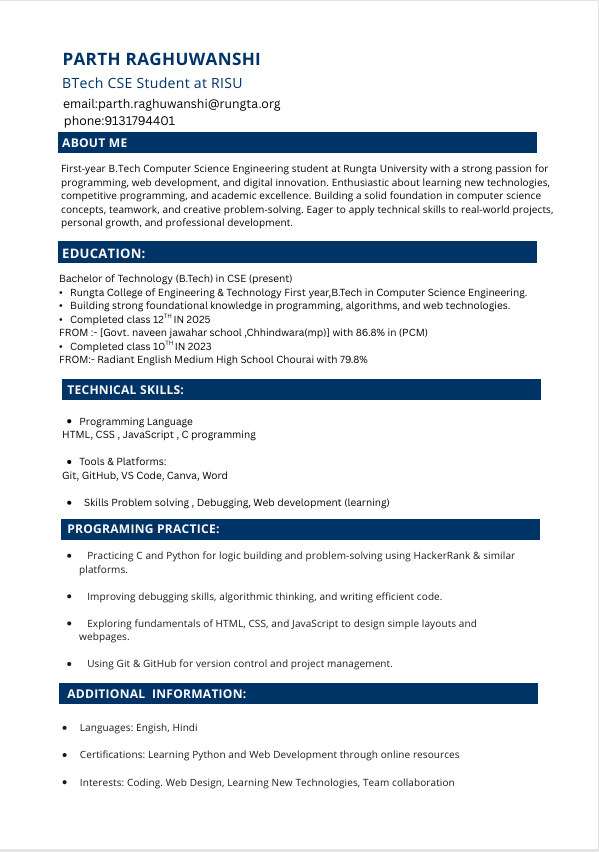 PARTH RAGHUWANSHI
BTech CSE Student at RISU
email:parth.raghuwanshi@rungta.org
phone:9131794401
ABOUT ME
First-year B.Tech Computer Science Engineering student at Rungta University with a strong passion for
programming, web development, and digital innovation. Enthusiastic about learning new technologies,
competitive programming, and academic excellence. Building a solid foundation in computer science
concepts, teamwork, and creative problem-solving. Eager to apply technical skills to real-world projects,
personal growth, and professional development.
EDUCATION:
Bachelor of Technology (B.Tech) in CSE (present)
• Rungta College of Engineering & Technology First year,B.Tech in Computer Science Engineering.
• Building strong foundational knowledge in programming, algorithms, and web technologies.
• Completed class 12TH IN 2025
FROM :- [Govt. naveen jawahar school ,Chhindwara(mp)] with 86.8% in (PCM)
• Completed class 10TH IN 2023
FROM:- Radiant English Medium High School Chourai with 79.8%
TECHNICAL SKILLS:
• Programming Language
HTML, CSS , JavaScript , C programming
• Tools & Platforms:
Git, GitHub, VS Code, Canva, Word
• Skills Problem solving , Debugging, Web development (learning)
PROGRAMING PRACTICE:
• Practicing C and Python for logic building and problem-solving using HackerRank & similar
platforms.
• Improving debugging skills, algorithmic thinking, and writing efficient code.
• Exploring fundamentals of HTML, CSS, and JavaScript to design simple layouts and
webpages.
• Using Git & GitHub for version control and project management.
ADDITIONAL INFORMATION:
• Languages: Engish, Hindi
• Certifications: Learning Python and Web Development through online resources
• Interests: Coding. Web Design, Learning New Technologies, Team collaboration